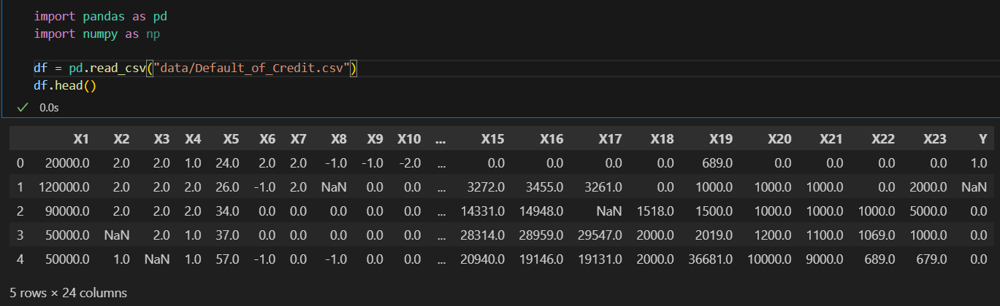 import pandas as pd
import numpy as np
df = pd.read_csv("data/Default_of_Credit.csv")
df.head()
0.0s
X1 X2 X3 X4 X5 X6 X7 X8 X9 X10 ... X15 X16 X17 X18 X19 X20 X21 X22 X23 Y
0 20000.0 2.0 2.0 1.0 24.0 2.0 2.0 -1.0 -1.0 -2.0 ... 0.0 0.0 0.0 0.0 689.0 0.0 0.0 0.0 0.0 1.0
1 120000.0 2.0 2.0 2.0 26.0 -1.0 2.0 NaN 0.0 0.0 ... 3272.0 3455.0 3261.0 0.0 1000.0 1000.0 1000.0 0.0 2000.0 NaN
2 90000.0 2.0 2.0 2.0 34.0 0.0 0.0 0.0 0.0 0.0 ... 14331.0 14948.0 NaN 1518.0 1500.0 1000.0 1000.0 1000.0 5000.0 0.0
3 50000.0 NaN 2.0 1.0 37.0 0.0 0.0 0.0 0.0 0.0 ... 28314.0 28959.0 29547.0 2000.0 2019.0 1200.0 1100.0 1069.0 1000.0 0.0
4 50000.0 1.0 NaN 1.0 57.0 -1.0 0.0 -1.0 0.0 0.0 ... 20940.0 19146.0 19131.0 2000.0 36681.0 10000.0 9000.0 689.0 679.0 0.0
5 rows × 24 columns